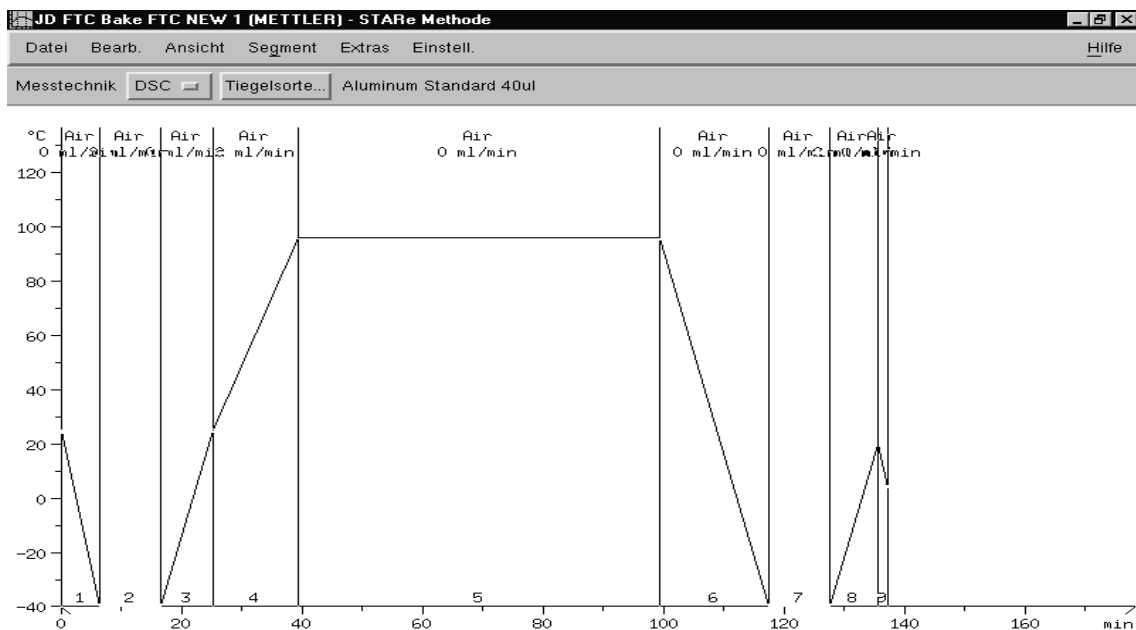 JD FTC Bake FTC NEW 1 (METTLER) - STARe Methode
Datei Bearb. Ansicht Segment Extras Einstell. Hilfe
Messtechnik DSC Tiegelsorte... Aluminum Standard 40ul
°C Air Air Air Air Air Air Air Air Air
0 ml/min 0 ml/min 0 ml/min 0
120
100
80
60
40
20
0
-20
-40
1 2 3 4 5 6 7 8 9
0 20 40 60 80 100 120 140 160 min